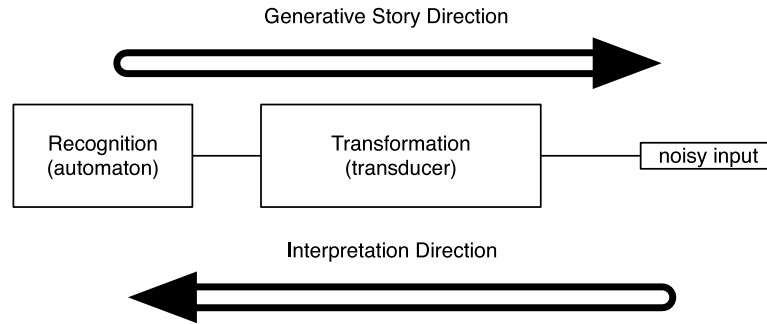 Generative Story Direction
Recognition
(automaton)
Transformation
(transducer)
noisy input
Interpretation Direction